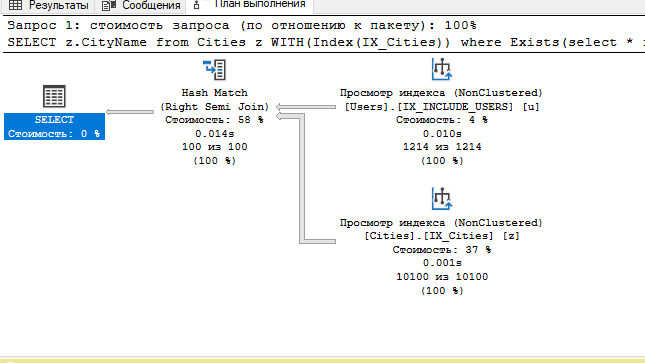 Результаты Сообщения План выполнения
Запрос 1: стоимость запроса (по отношению к пакету): 100%
SELECT z.CityName from Cities z WITH(Index(IX_Cities)) where Exists(select *
Hash Match
(Right Semi Join)
Стоимость: 58 %
0.014s
100 из 100
(100 %)
Просмотр индекса (NonClustered)
[Users].[IX_INCLUDE_USERS] [u]
Стоимость: 4 %
0.010s
1214 из 1214
(100 %)
SELECT
Стоимость: 0 %
Просмотр индекса (NonClustered)
[Cities].[IX_Cities] [z]
Стоимость: 37 %
0.001s
10100 из 10100
(100 %)